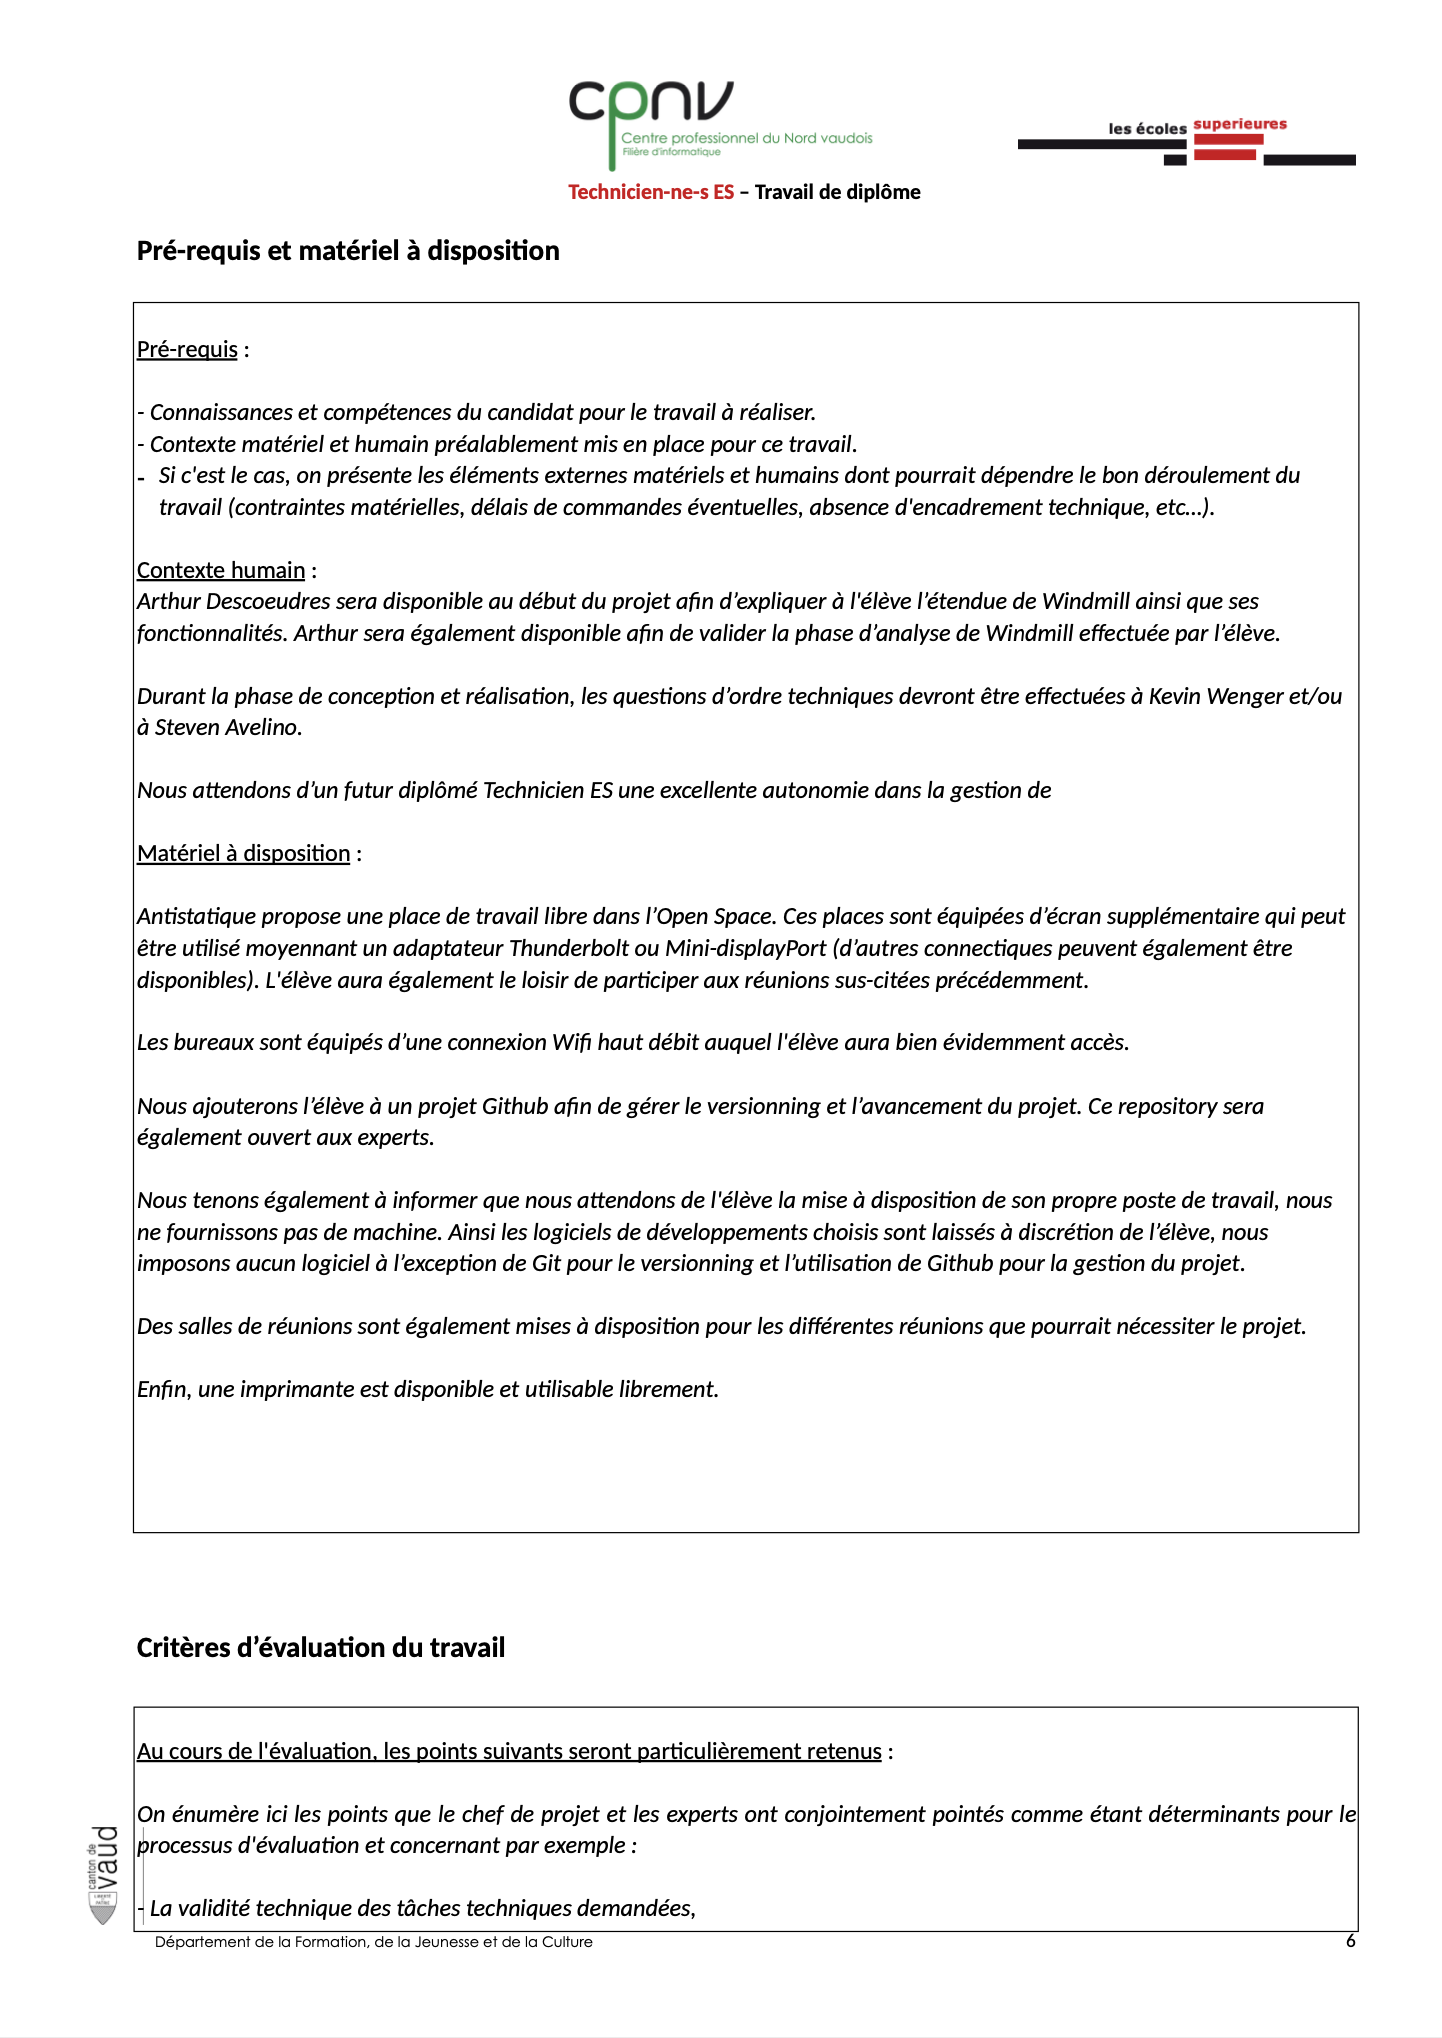 cpnv
Centre professionnel du Nord vaudois
Filière d'informatique
les écoles superieures
Technicien-ne-s ES – Travail de diplôme
Pré-requis et matériel à disposition
Pré-requis :
- Connaissances et compétences du candidat pour le travail à réaliser.
- Contexte matériel et humain préalablement mis en place pour ce travail.
- Si c'est le cas, on présente les éléments externes matériels et humains dont pourrait dépendre le bon déroulement du
travail (contraintes matérielles, délais de commandes éventuelles, absence d'encadrement technique, etc…).
Contexte humain :
Arthur Descoeudres sera disponible au début du projet afin d’expliquer à l'élève l’étendue de Windmill ainsi que ses
fonctionnalités. Arthur sera également disponible afin de valider la phase d’analyse de Windmill effectuée par l’élève.
Durant la phase de conception et réalisation, les questions d’ordre techniques devront être effectuées à Kevin Wenger et/ou
à Steven Avelino.
Nous attendons d’un futur diplômé Technicien ES une excellente autonomie dans la gestion de
Matériel à disposition :
Antistatique propose une place de travail libre dans l’Open Space. Ces places sont équipées d’écran supplémentaire qui peut
être utilisé moyennant un adaptateur Thunderbolt ou Mini-displayPort (d’autres connectiques peuvent également être
disponibles). L'élève aura également le loisir de participer aux réunions sus-citées précédemment.
Les bureaux sont équipés d’une connexion Wifi haut débit auquel l'élève aura bien évidemment accès.
Nous ajouterons l’élève à un projet Github afin de gérer le versionning et l’avancement du projet. Ce repository sera
également ouvert aux experts.
Nous tenons également à informer que nous attendons de l'élève la mise à disposition de son propre poste de travail, nous
ne fournissons pas de machine. Ainsi les logiciels de développements choisis sont laissés à discrétion de l’élève, nous
imposons aucun logiciel à l’exception de Git pour le versionning et l’utilisation de Github pour la gestion du projet.
Des salles de réunions sont également mises à disposition pour les différentes réunions que pourrait nécessiter le projet.
Enfin, une imprimante est disponible et utilisable librement.
Critères d’évaluation du travail
Au cours de l'évaluation, les points suivants seront particulièrement retenus :
On énumère ici les points que le chef de projet et les experts ont conjointement pointés comme étant déterminants pour le
processus d'évaluation et concernant par exemple :
- La validité technique des tâches techniques demandées,
canton de
vaud
Département de la Formation, de la Jeunesse et de la Culture
6